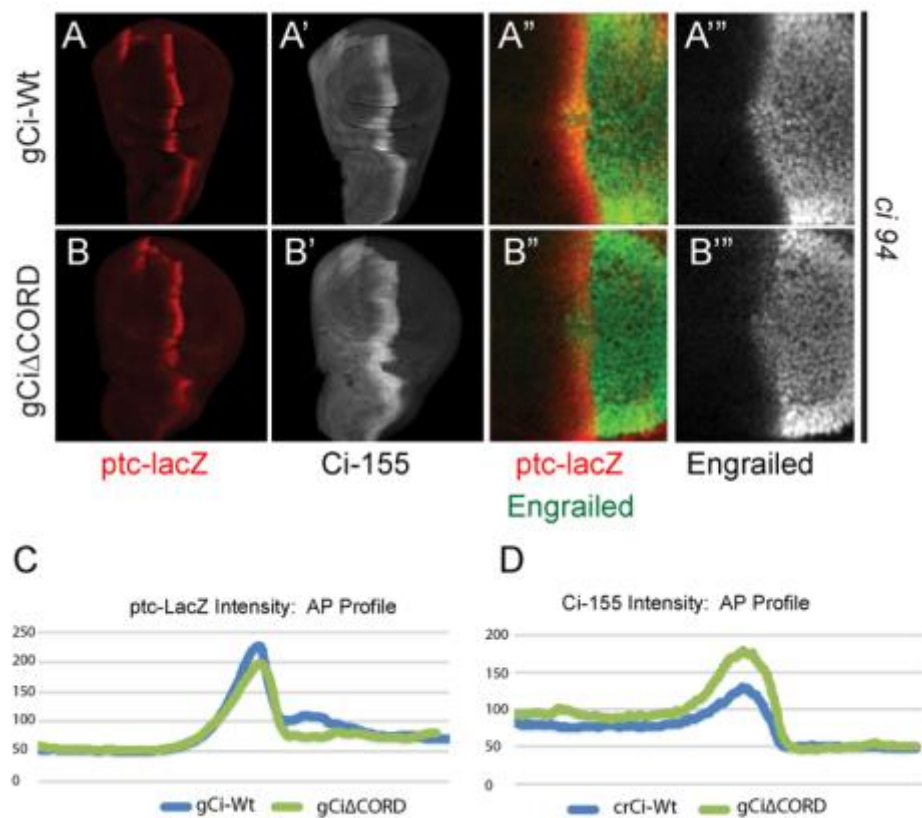 A A' A" A'"
gCi-Wt
B B' B" B'"
gCiΔCORD
ci 94
ptc-lacZ Ci-155 ptc-lacZ Engrailed
Engrailed
C D
ptc-LacZ Intensity: AP Profile
250
200
150
100
50
0
gCi-Wt gCiΔCORD
Ci-155 Intensity: AP Profile
200
150
100
50
0
crCi-Wt gCiΔCORD